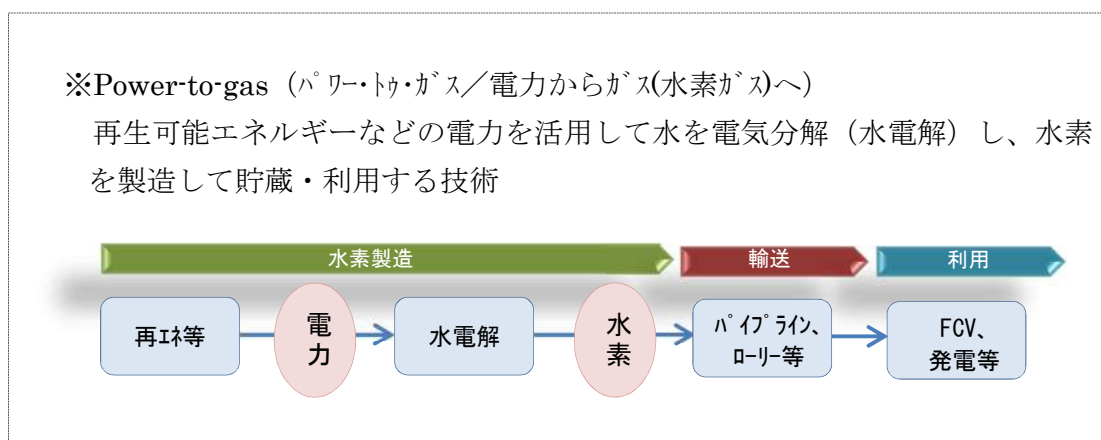 ※Power-to-gas（ﾊﾟﾜｰ･ﾄｩ･ｶﾞｽ／電力からｶﾞｽ(水素ｶﾞｽ)へ）
再生可能エネルギーなどの電力を活用して水を電気分解（水電解）し、水素
を製造して貯蔵・利用する技術
水素製造
輸送
利用
再ｴﾈ等
電力
水電解
水素
ﾊﾟｲﾌﾟﾗｲﾝ、
ﾛｰﾘｰ等
FCV、
発電等